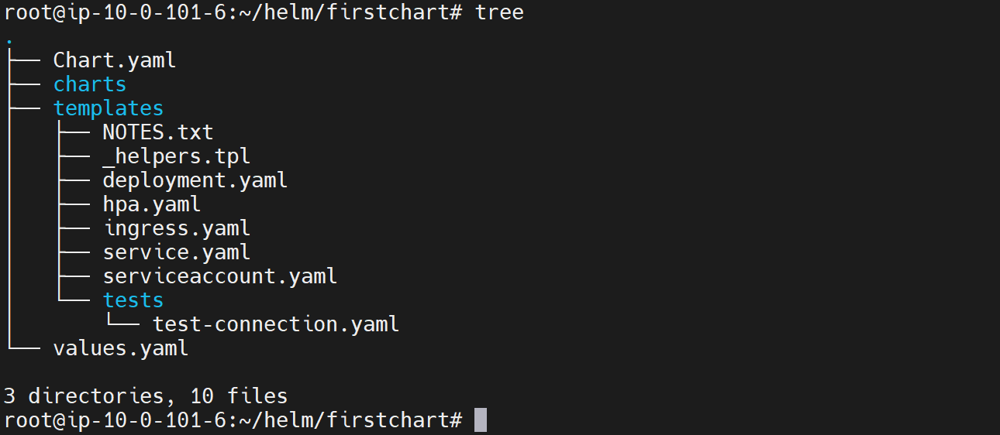 root@ip-10-0-101-6:~/helm/firstchart# tree
.
├── Chart.yaml
├── charts
├── templates
│   ├── NOTES.txt
│   ├── _helpers.tpl
│   ├── deployment.yaml
│   ├── hpa.yaml
│   ├── ingress.yaml
│   ├── service.yaml
│   ├── serviceaccount.yaml
│   └── tests
│       └── test-connection.yaml
└── values.yaml
3 directories, 10 files
root@ip-10-0-101-6:~/helm/firstchart#